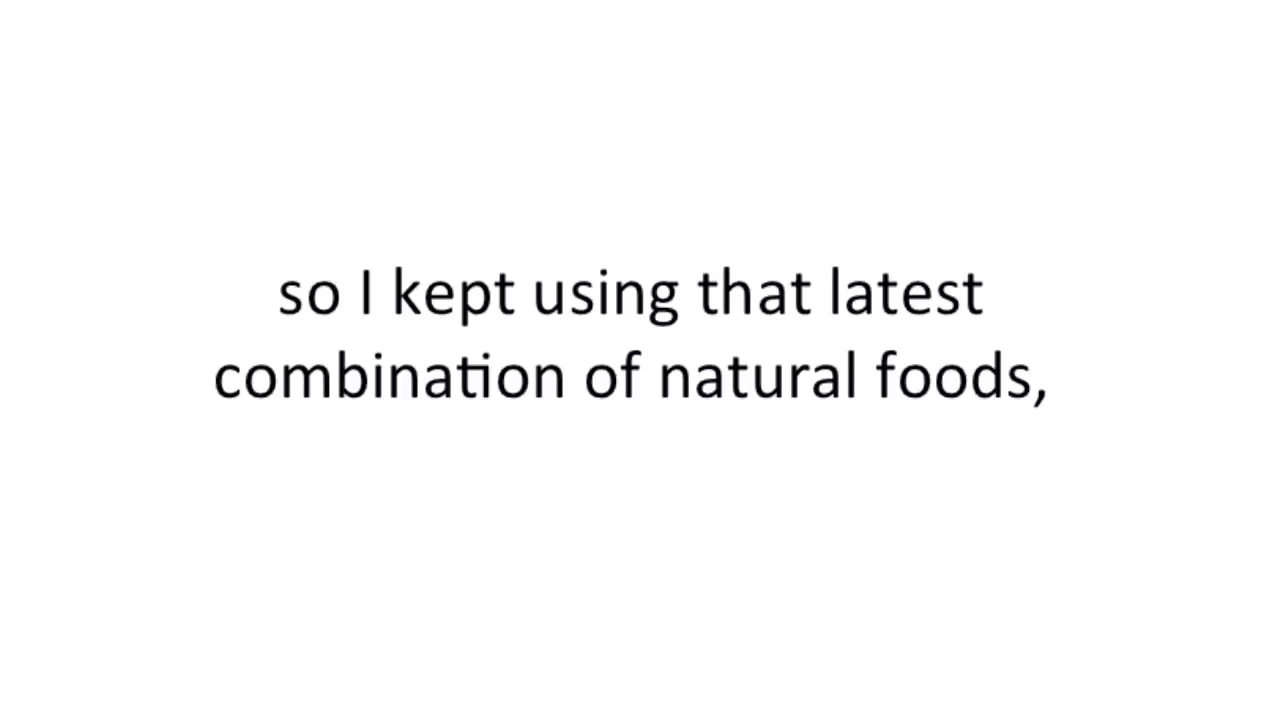 so I kept using that latest
combination of natural foods,